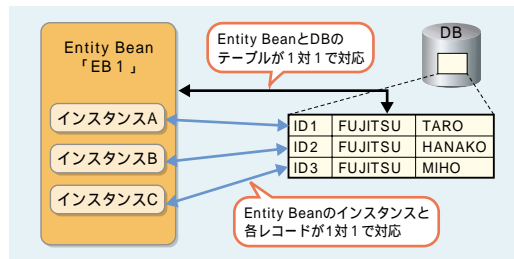 Entity Bean
「EB1」
インスタンスA
インスタンスB
インスタンスC
Entity BeanとDBの
テーブルが1対1で対応
DB
ID1 FUJITSU TARO
ID2 FUJITSU HANAKO
ID3 FUJITSU MIHO
Entity Beanのインスタンスと
各レコードが1対1で対応